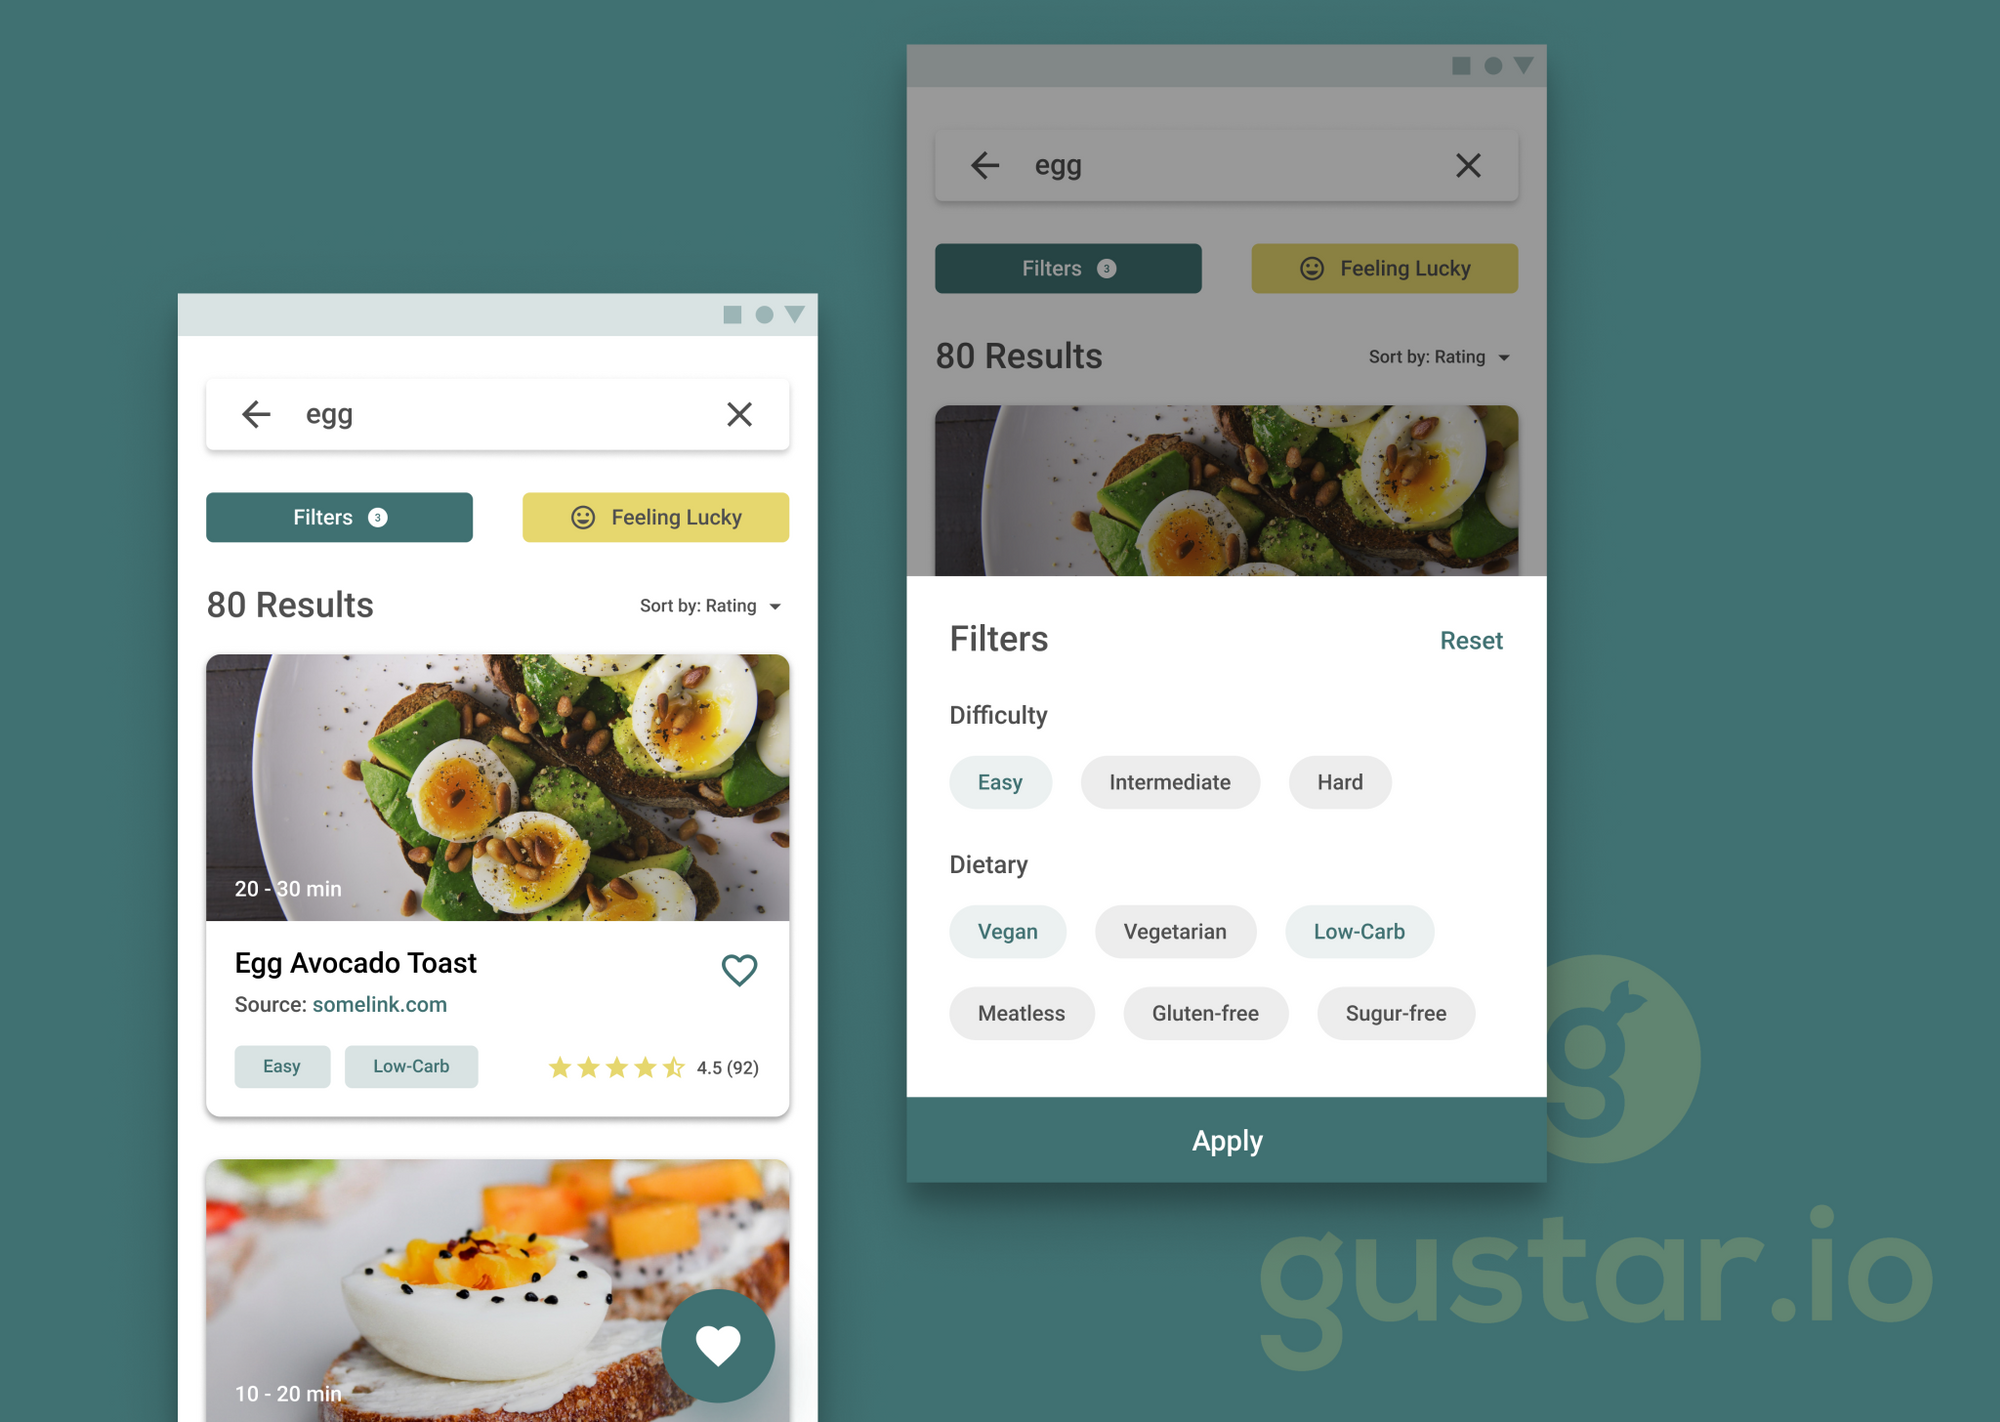 egg
Filters 3
Feeling Lucky
80 Results
Sort by: Rating
20 - 30 min
Egg Avocado Toast
Source: somelink.com
Easy
Low-Carb
4.5 (92)
10 - 20 min
egg
Filters 3
Feeling Lucky
80 Results
Sort by: Rating
Filters
Reset
Difficulty
Easy
Intermediate
Hard
Dietary
Vegan
Vegetarian
Low-Carb
Meatless
Gluten-free
Sugur-free
Apply
g
gustar.io